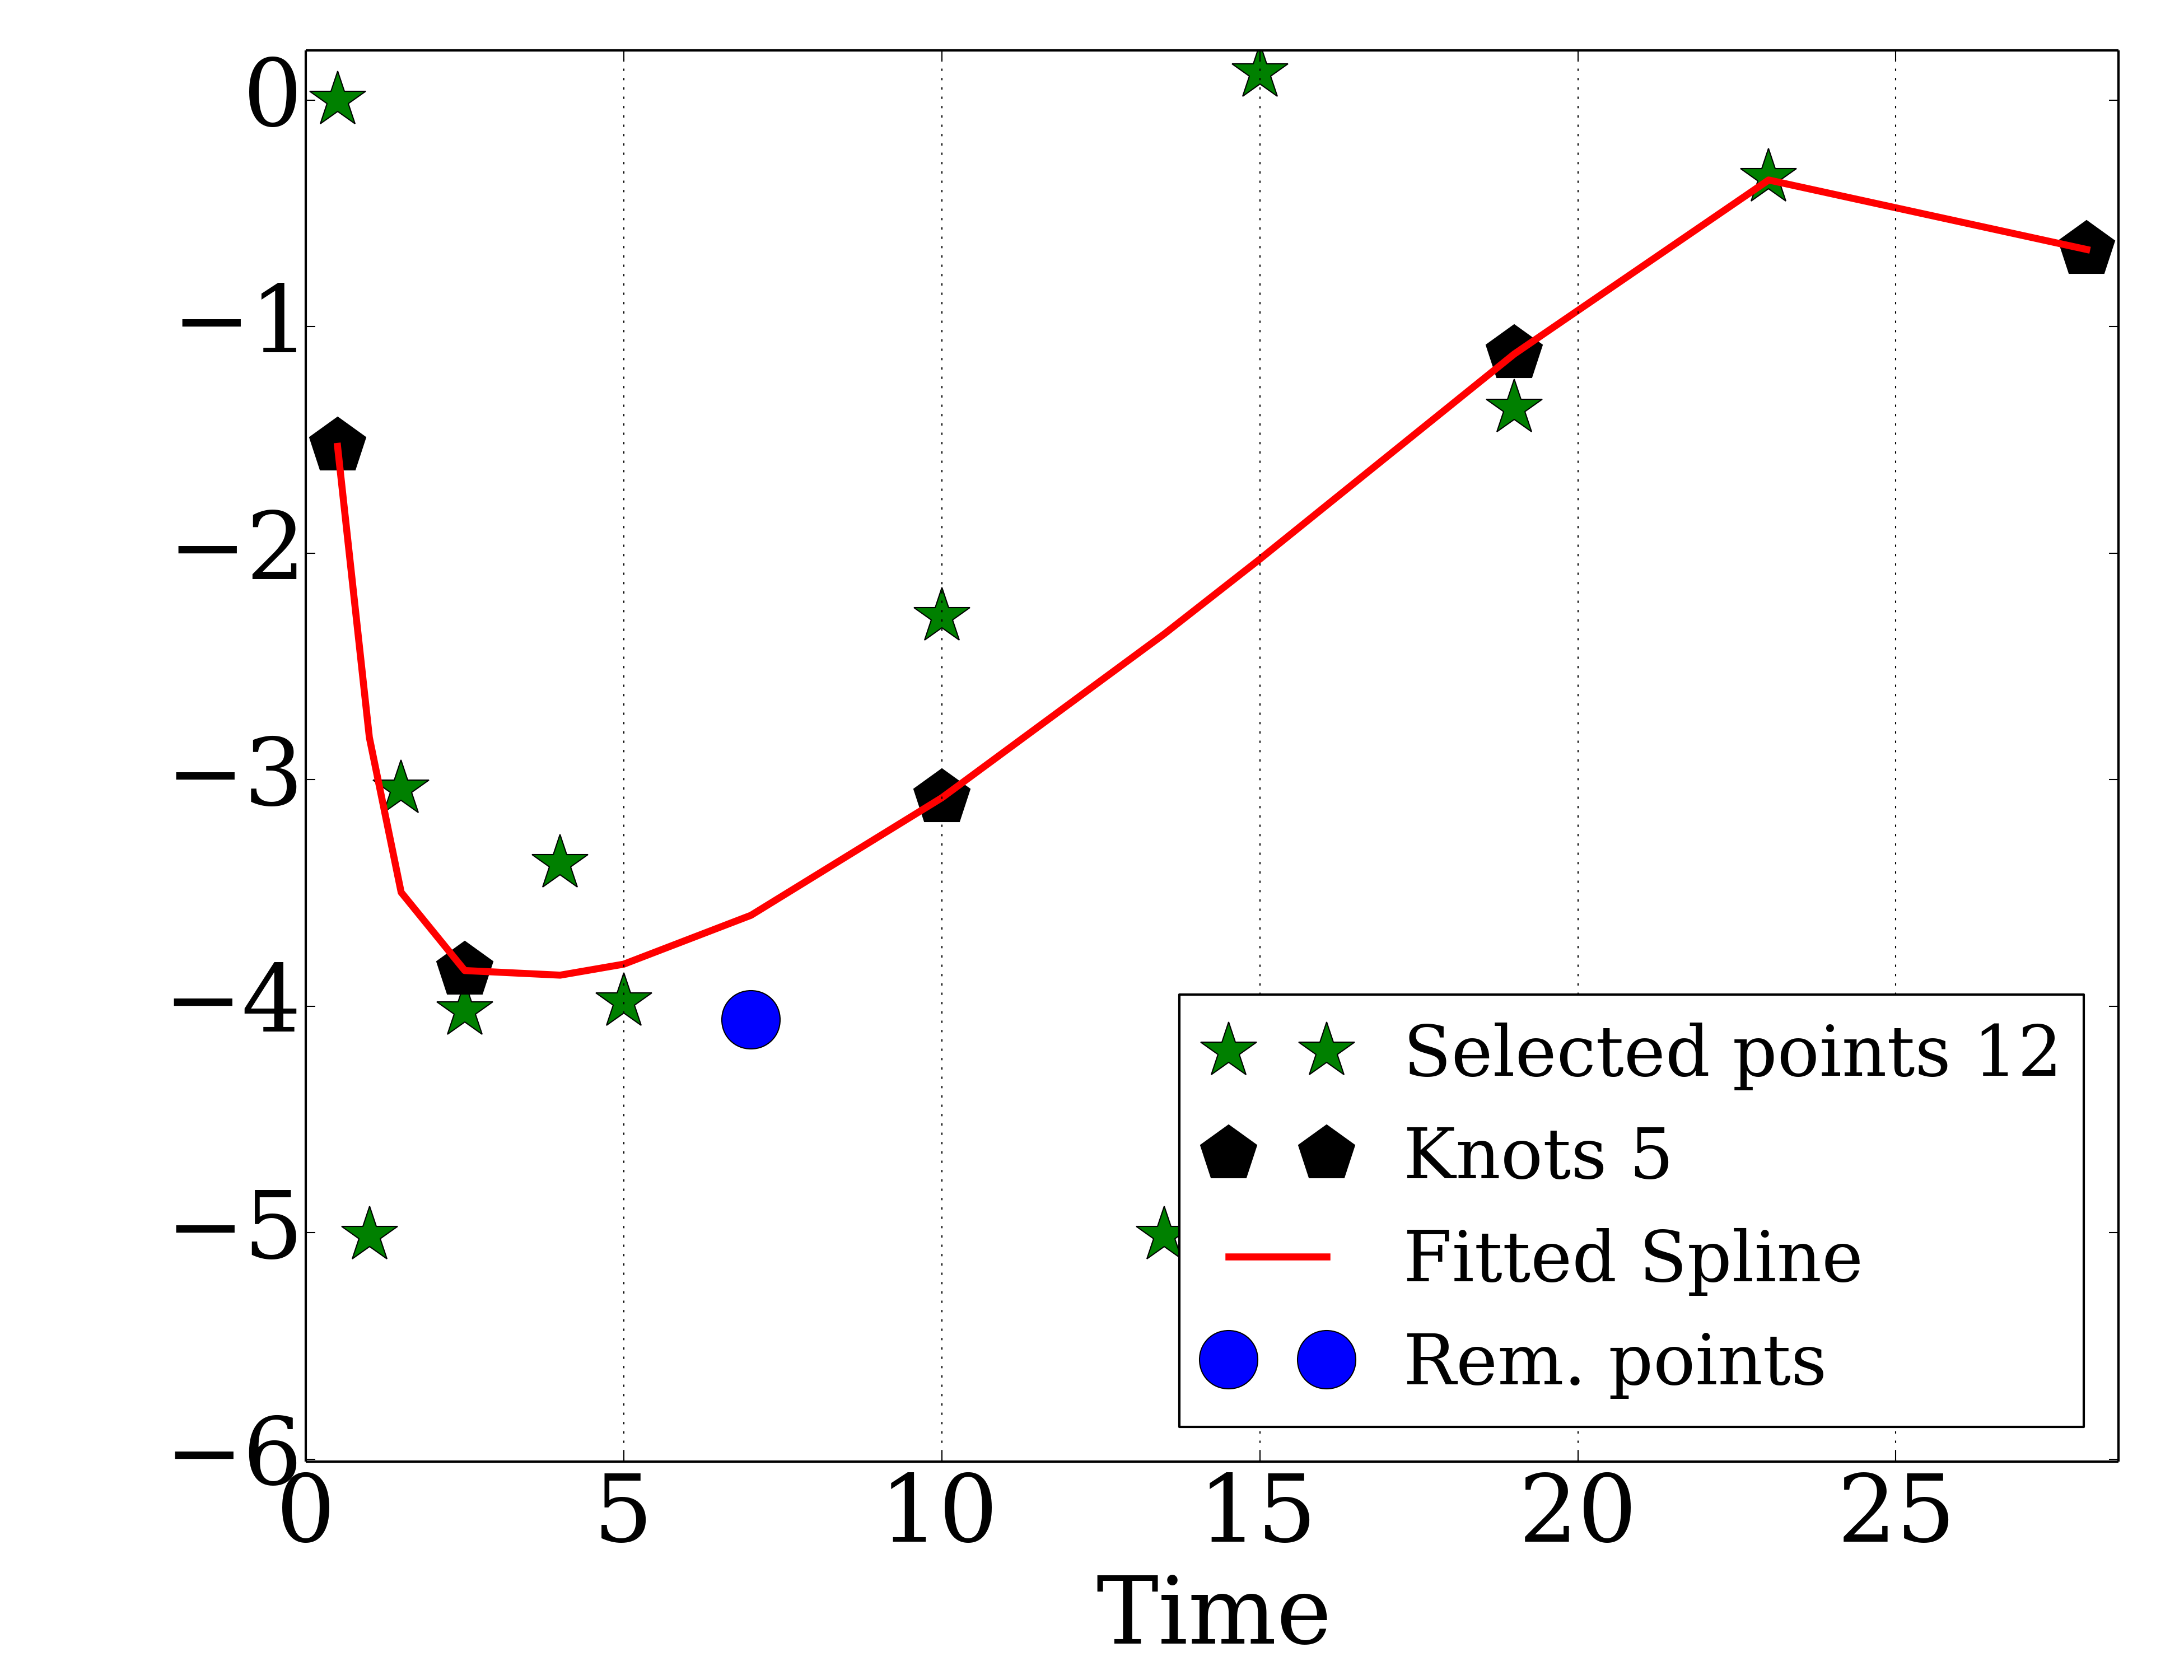 0
−1
−2
−3
−4
−5
−6
0 5 10 15 20 25
Time
Selected points 12
Knots 5
Fitted Spline
Rem. points